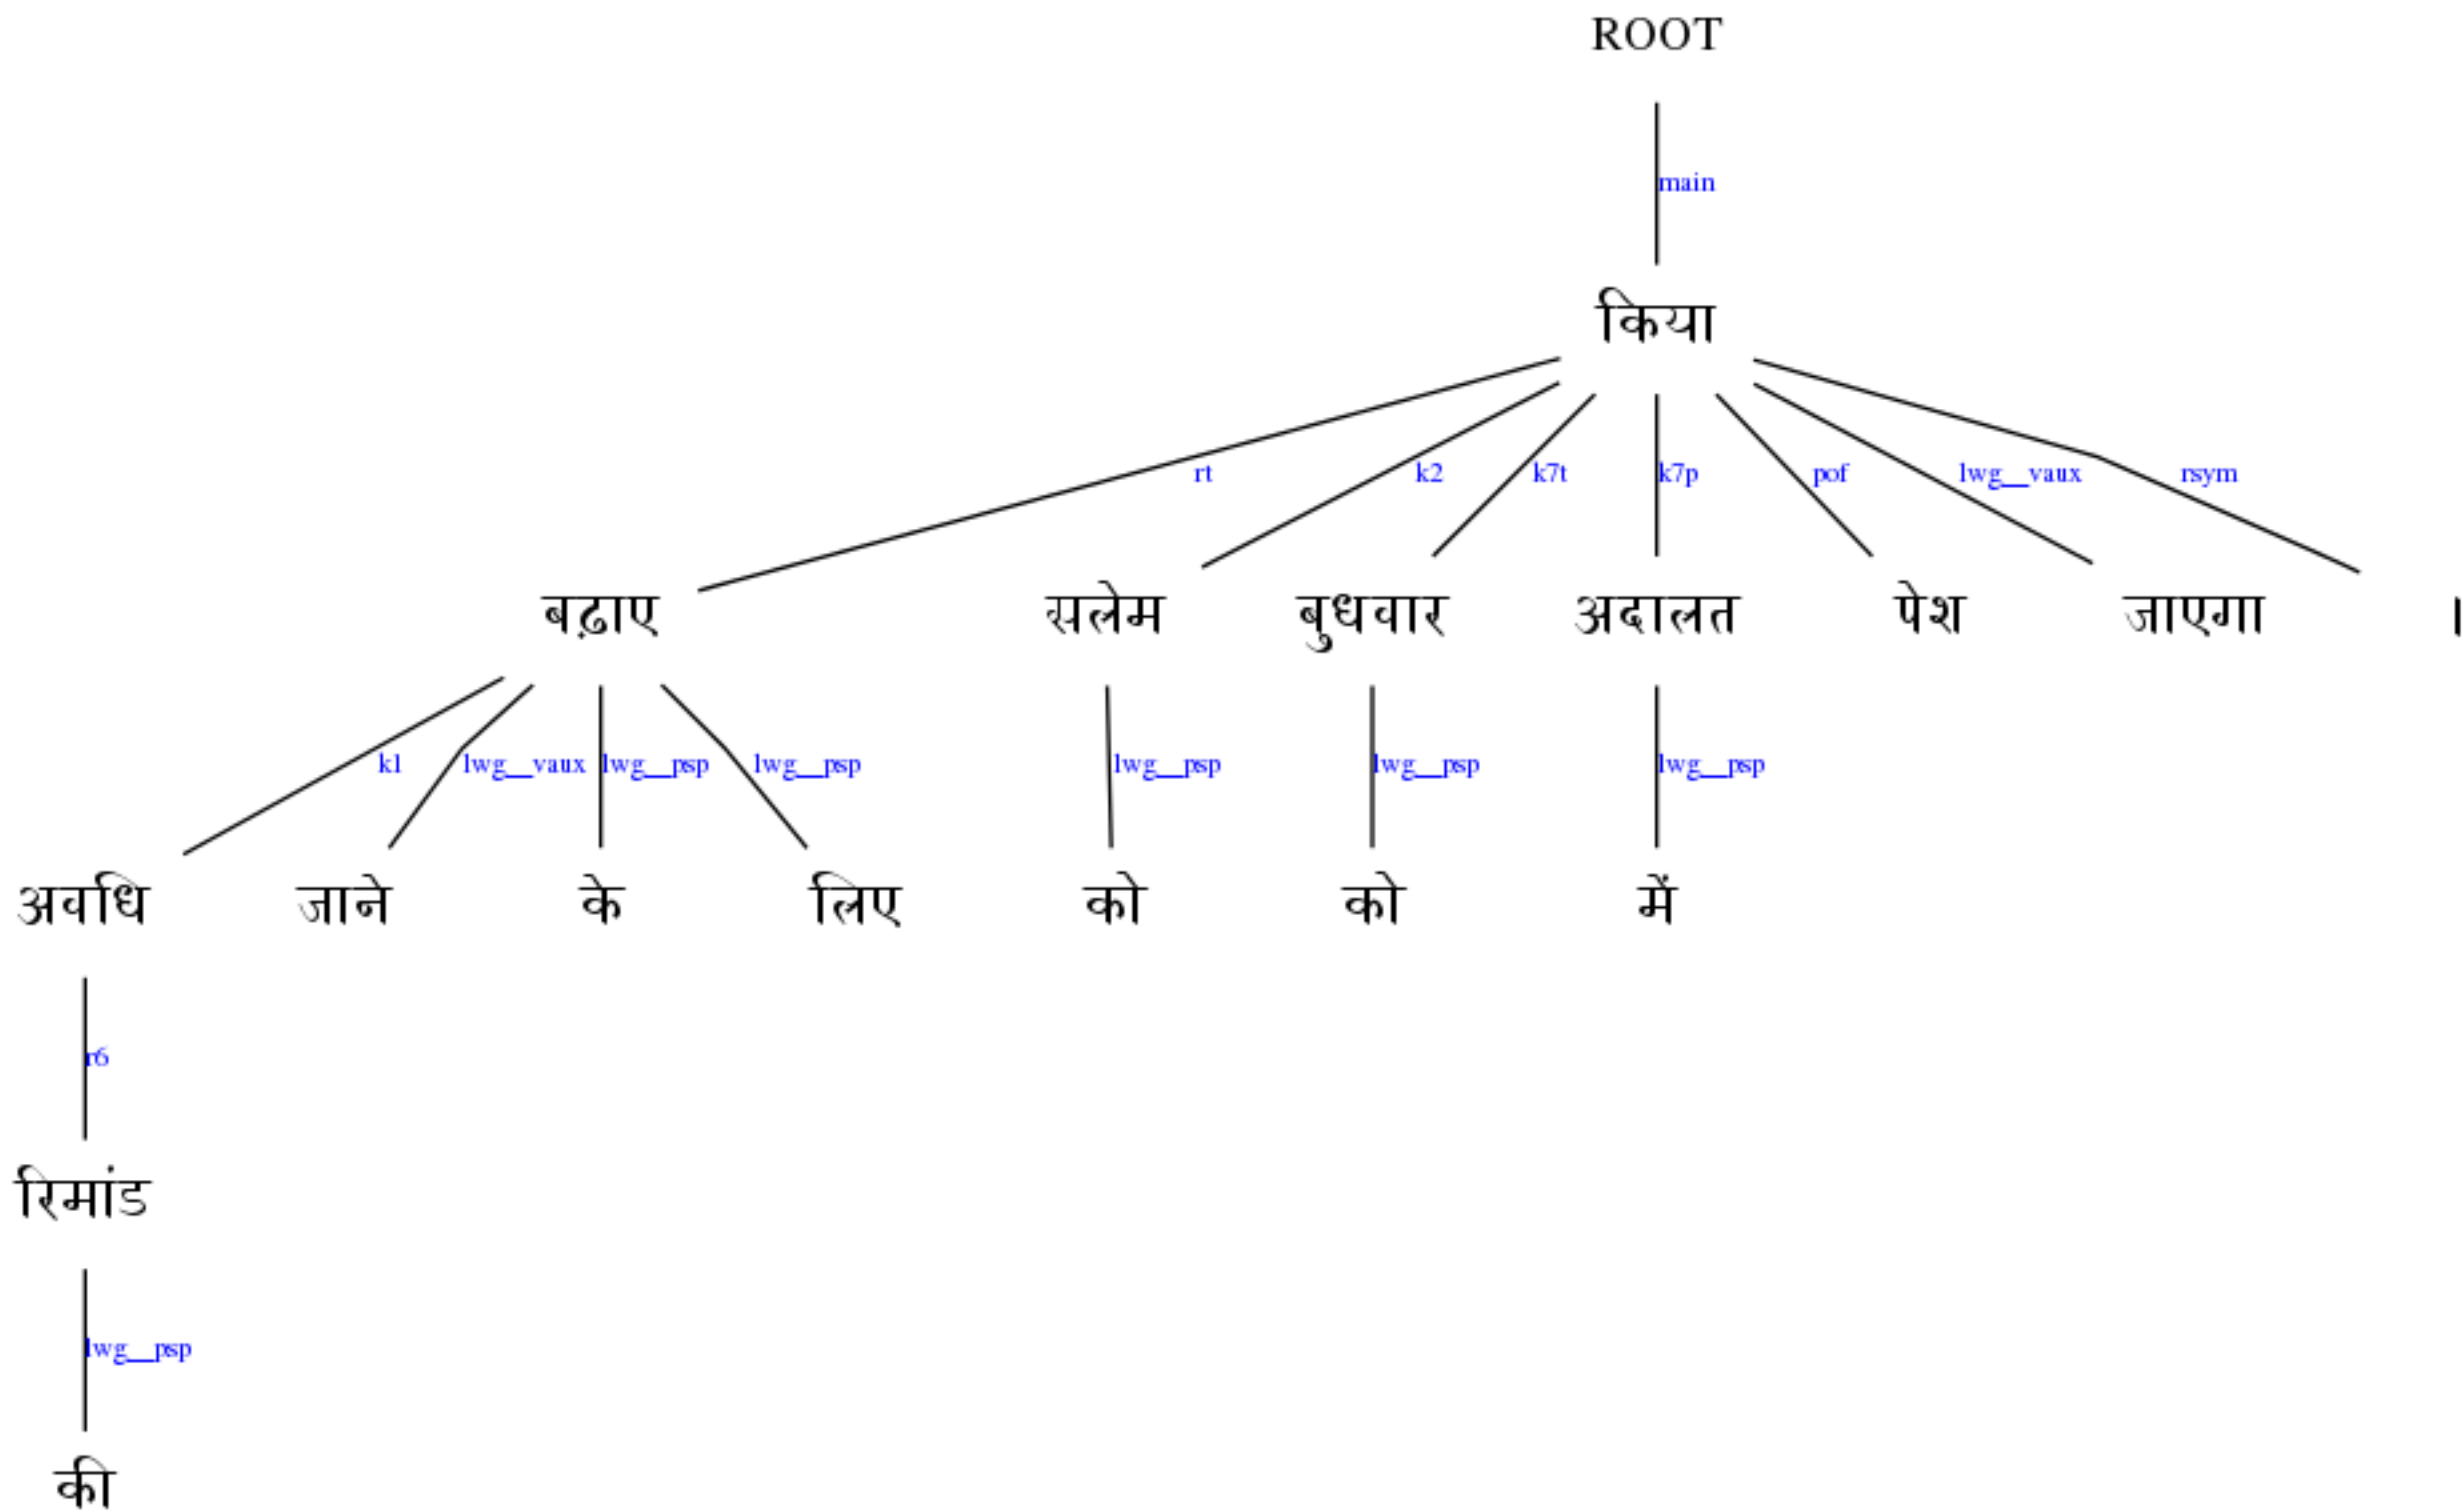 ROOT
main
किया
rt k2 k7t k7p pof lwg__vaux rsym
बढ़ाए सलेम बुधवार अदालत पेश जाएगा ।
k1 lwg__vaux lwg__psp lwg__psp lwg__psp lwg__psp lwg__psp
अवधि जाने के लिए को को में
r6
रिमांड
lwg__psp
की